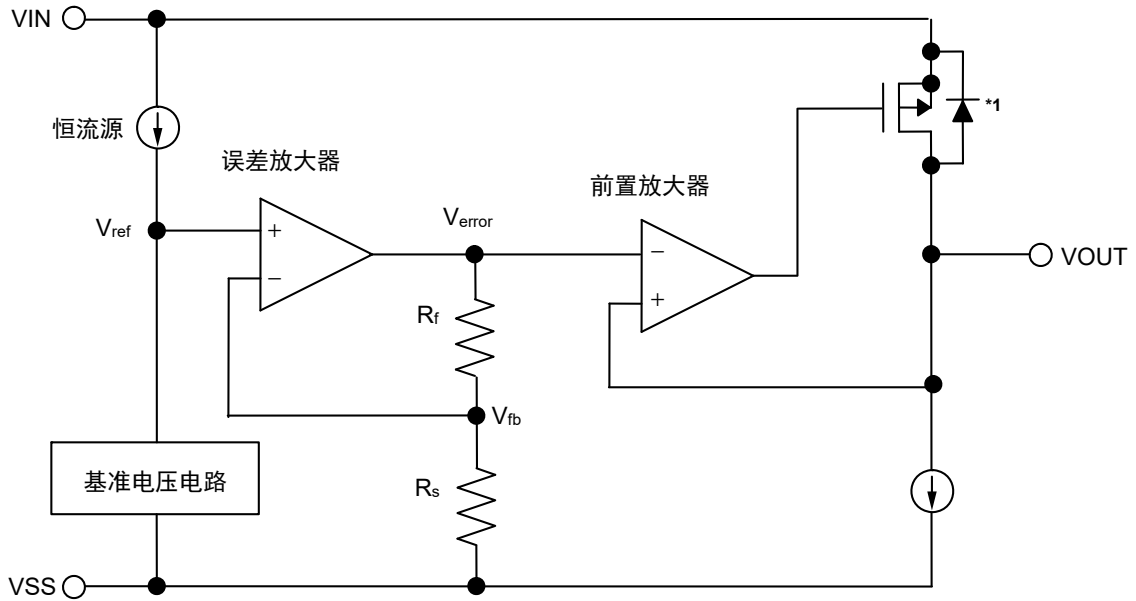 VIN
*1
恒流源
误差放大器
前置放大器
Vref
Verror
+
−
−
+
VOUT
Rf
Vfb
基准电压电路
Rs
VSS